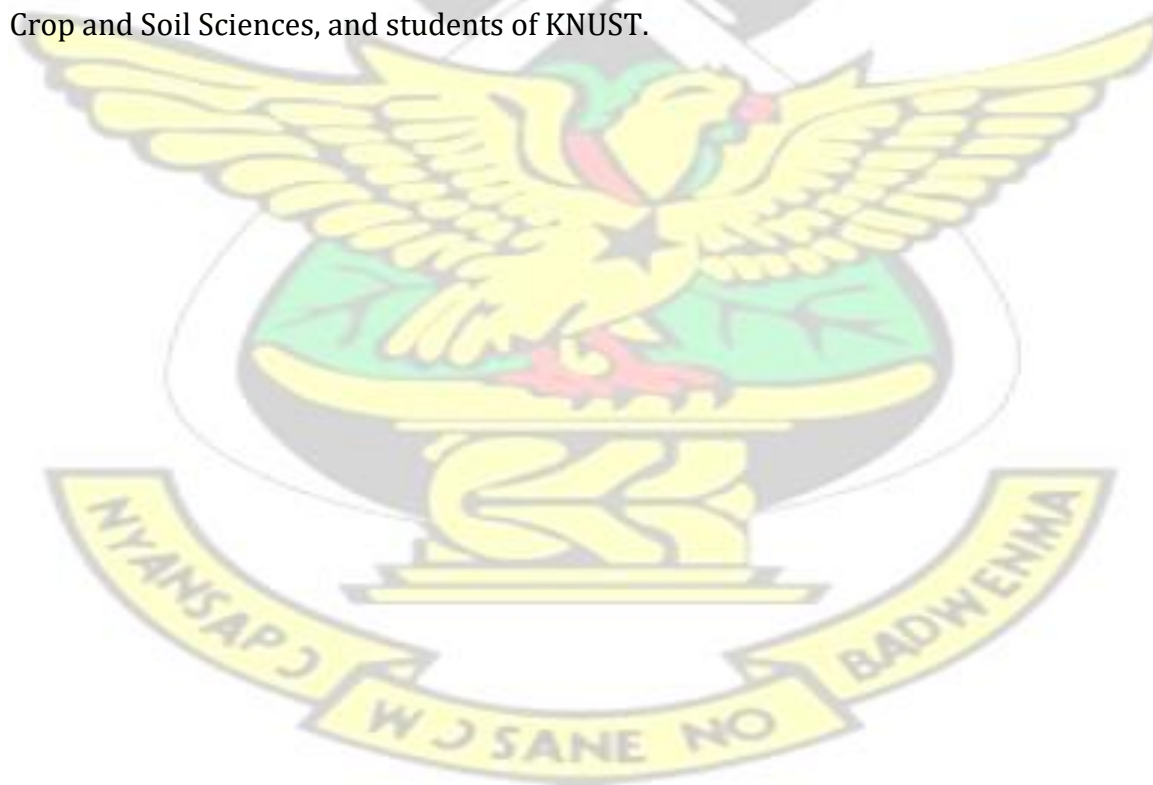 Crop and Soil Sciences, and students of KNUST.
NYANSAPƆ WƆSANE NO BADWENMA